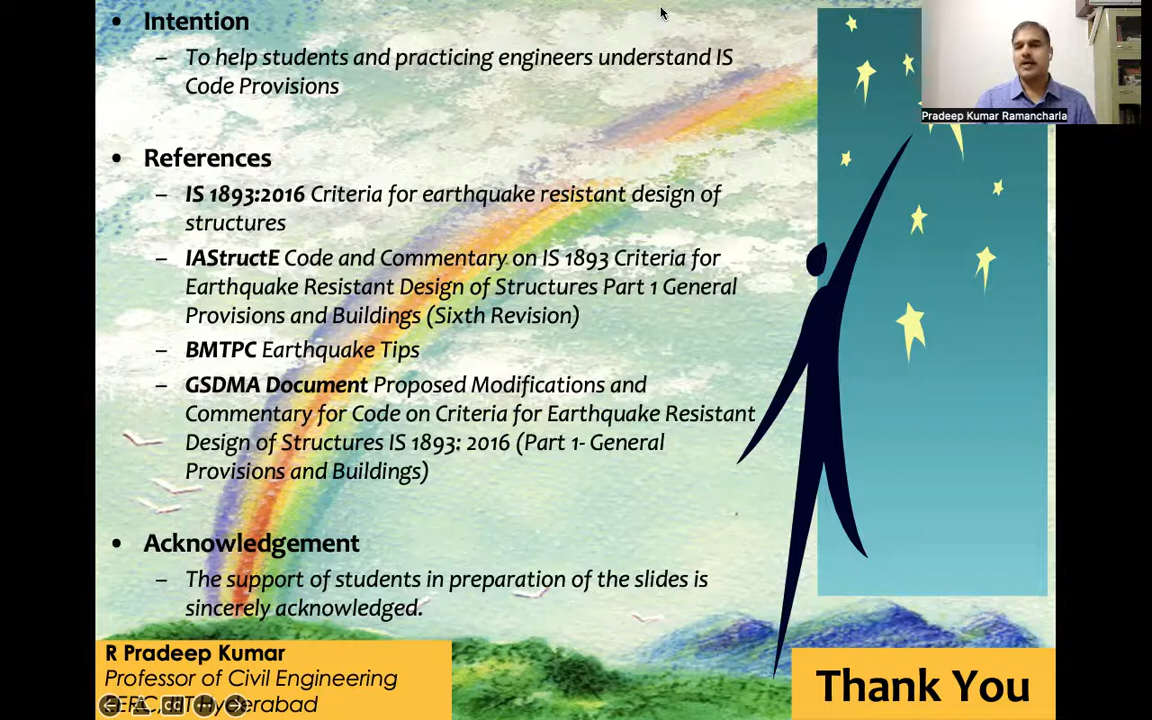 • Intention
– To help students and practicing engineers understand IS
Code Provisions
• References
– IS 1893:2016 Criteria for earthquake resistant design of
structures
– IAStructE Code and Commentary on IS 1893 Criteria for
Earthquake Resistant Design of Structures Part 1 General
Provisions and Buildings (Sixth Revision)
– BMTPC Earthquake Tips
– GSDMA Document Proposed Modifications and
Commentary for Code on Criteria for Earthquake Resistant
Design of Structures IS 1893: 2016 (Part 1- General
Provisions and Buildings)
• Acknowledgement
– The support of students in preparation of the slides is
sincerely acknowledged.
R Pradeep Kumar
Professor of Civil Engineering
Hyderabad
Thank You
Pradeep Kumar Ramancharla